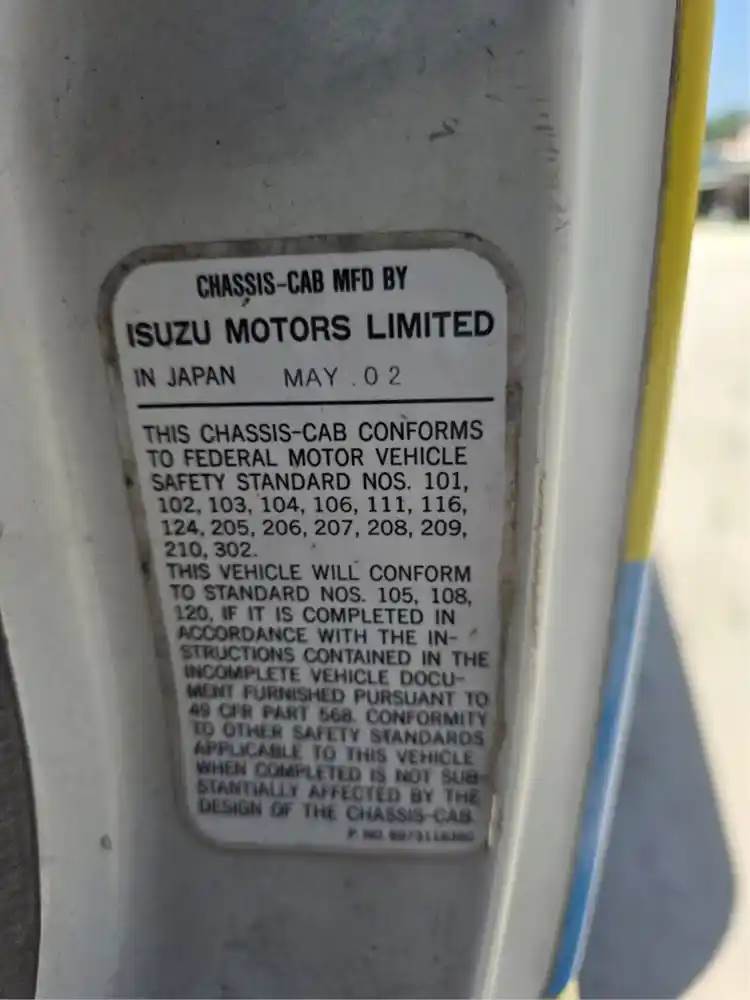 CHASSIS-CAB MFD BY
ISUZU MOTORS LIMITED
IN JAPAN MAY .02
THIS CHASSIS-CAB CONFORMS
TO FEDERAL MOTOR VEHICLE
SAFETY STANDARD NOS. 101,
102, 103, 104, 106, 111, 116,
124, 205, 206, 207, 208, 209,
210, 302.
THIS VEHICLE WILL CONFORM
TO STANDARD NOS. 105, 108,
120, IF IT IS COMPLETED IN
ACCORDANCE WITH THE IN-
STRUCTIONS CONTAINED IN THE
INCOMPLETE VEHICLE DOCU-
MENT FURNISHED PURSUANT TO
49 CFR PART 568. CONFORMITY
TO OTHER SAFETY STANDARDS
APPLICABLE TO THIS VEHICLE
WHEN COMPLETED IS NOT SUB-
STANTIALLY AFFECTED BY THE
DESIGN OF THE CHASSIS-CAB.
P. NO.